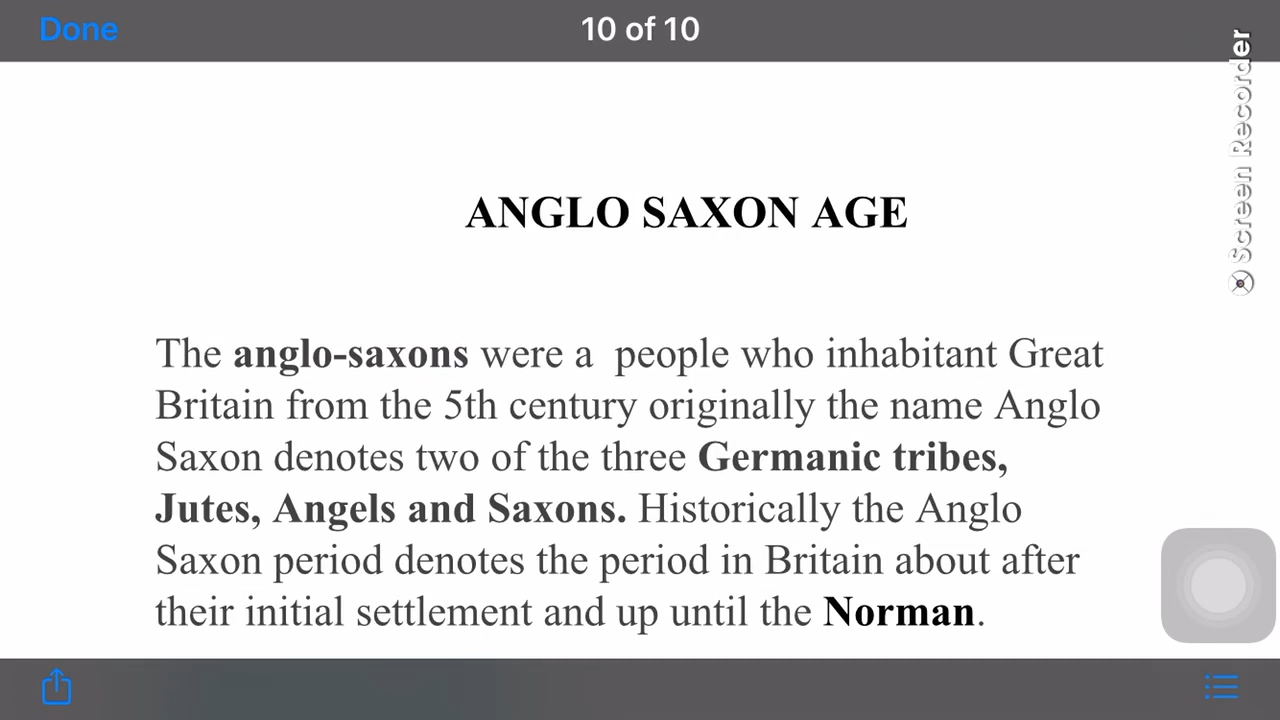 Done
10 of 10
Screen Recorder
ANGLO SAXON AGE
The anglo-saxons were a people who inhabitant Great
Britain from the 5th century originally the name Anglo
Saxon denotes two of the three Germanic tribes,
Jutes, Angels and Saxons. Historically the Anglo
Saxon period denotes the period in Britain about after
their initial settlement and up until the Norman.